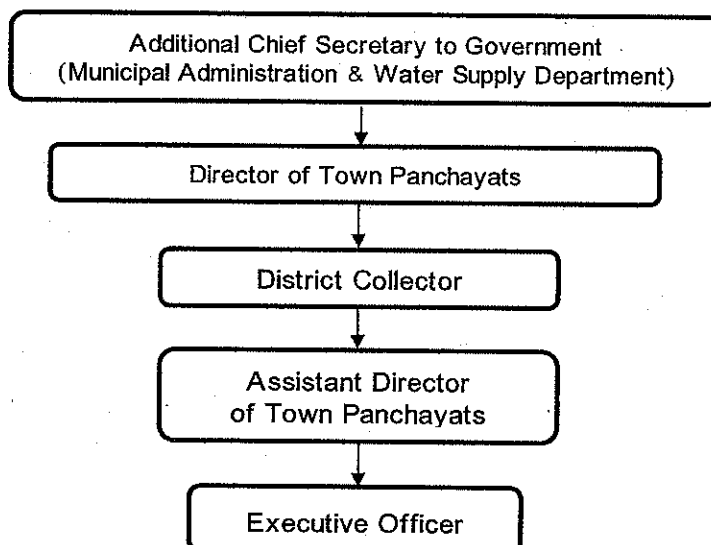 Additional Chief Secretary to Government
(Municipal Administration & Water Supply Department)
Director of Town Panchayats
District Collector
Assistant Director
of Town Panchayats
Executive Officer